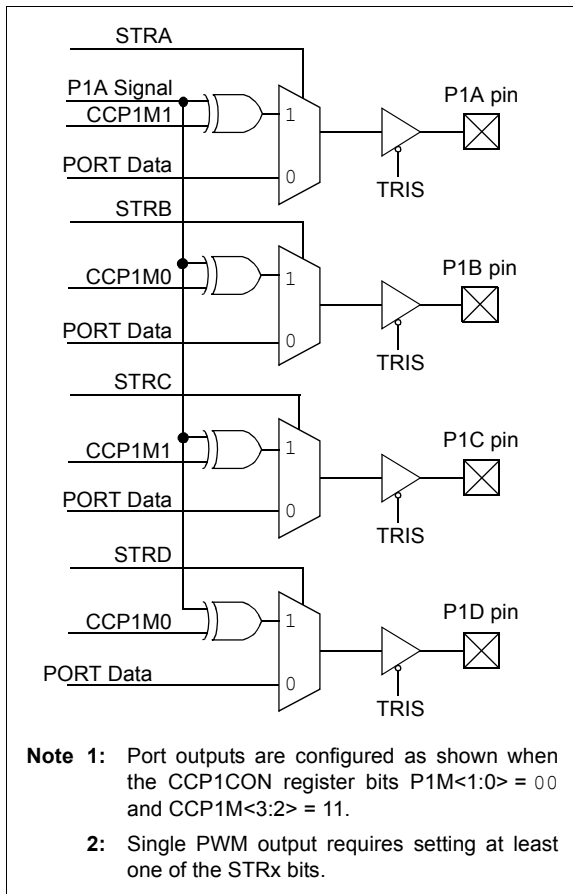 STRA
P1A Signal
CCP1M1
1
P1A pin
PORT Data
0
TRIS
STRB
CCP1M0
1
P1B pin
PORT Data
0
TRIS
STRC
CCP1M1
1
P1C pin
PORT Data
0
TRIS
STRD
CCP1M0
1
P1D pin
PORT Data
0
TRIS
Note 1: Port outputs are configured as shown when
the CCP1CON register bits P1M<1:0> = 00
and CCP1M<3:2> = 11.
2: Single PWM output requires setting at least
one of the STRx bits.